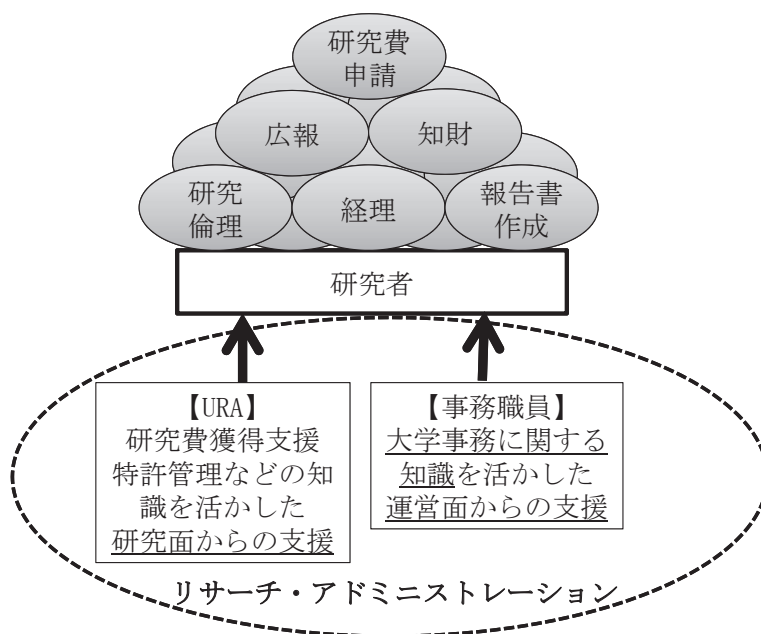 研究費
申請
広報
知財
研究
倫理
経理
報告書
作成
研究者
【URA】
研究費獲得支援
特許管理などの知
識を活かした
研究面からの支援
【事務職員】
大学事務に関する
知識を活かした
運営面からの支援
リサーチ・アドミニストレーション